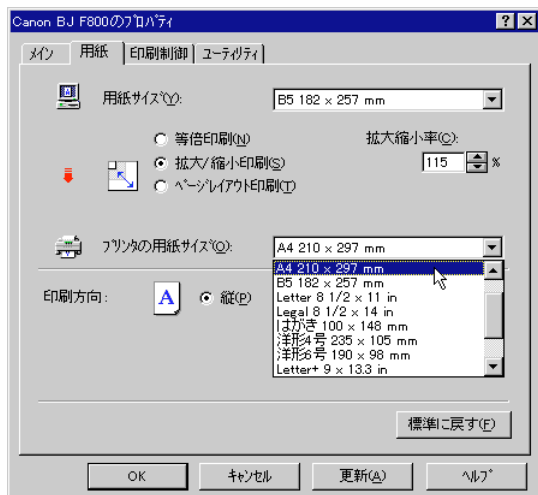 Canon BJ F800のﾌﾟﾛﾊﾟﾃｨ
ﾒｲﾝ 用紙 印刷制御 ﾕｰﾃｨﾘﾃｨ
用紙ｻｲｽﾞ(Y): B5 182 x 257 mm
等倍印刷(N) 拡大縮小率(C):
拡大/縮小印刷(S) 115 %
ﾍﾟｰｼﾞﾚｲｱｳﾄ印刷(T)
ﾌﾟﾘﾝﾀの用紙ｻｲｽﾞ(O): A4 210 x 297 mm
A4 210 x 297 mm
B5 182 x 257 mm
印刷方向: A 縦(P) Letter 8 1/2 x 11 in
Legal 8 1/2 x 14 in
はがき 100 x 148 mm
洋形4号 235 x 105 mm
洋形6号 190 x 98 mm
Letter+ 9 x 13.3 in
標準に戻す(F)
OK ｷｬﾝｾﾙ 更新(A) ﾍﾙﾌﾟ